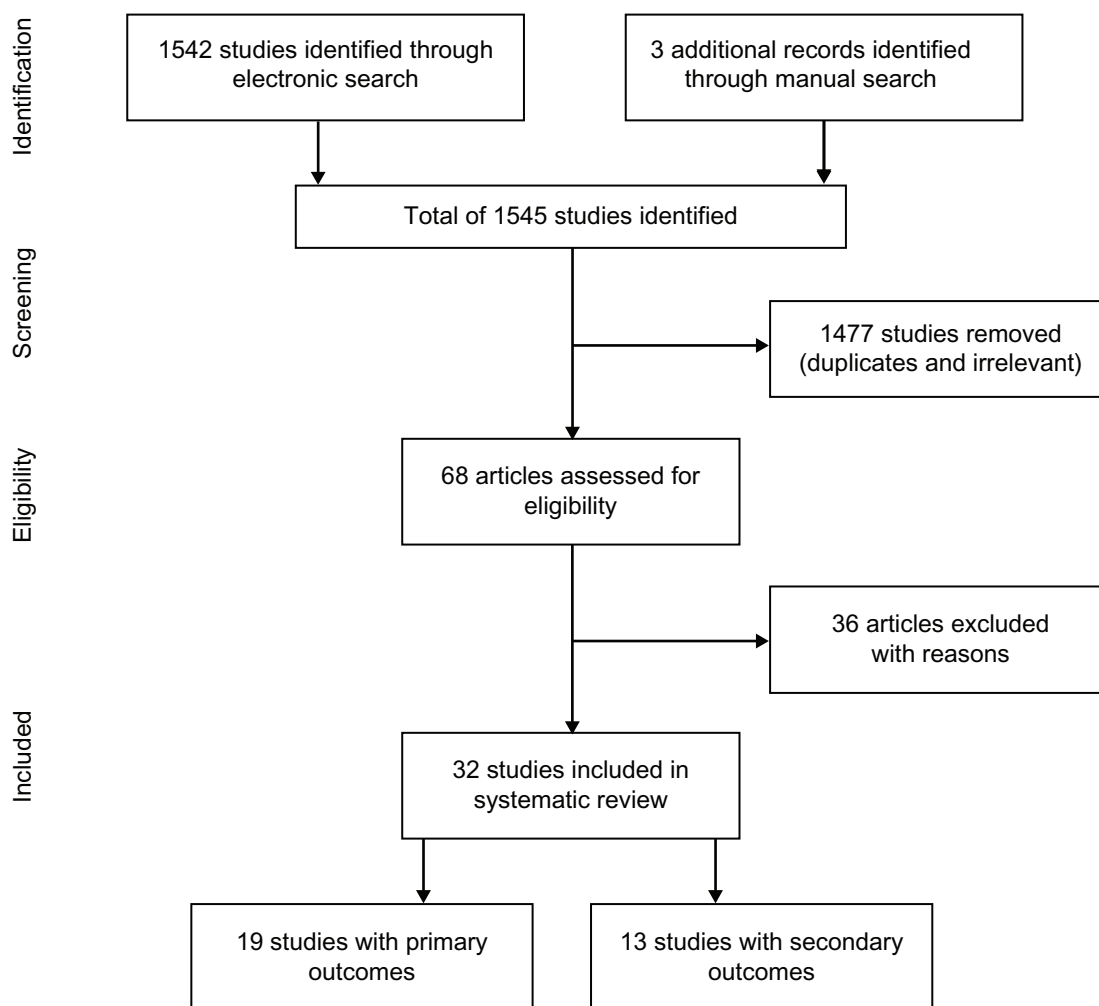 Identification
1542 studies identified through
electronic search
3 additional records identified
through manual search
Total of 1545 studies identified
Screening
1477 studies removed
(duplicates and irrelevant)
Eligibility
68 articles assessed for
eligibility
36 articles excluded
with reasons
Included
32 studies included in
systematic review
19 studies with primary
outcomes
13 studies with secondary
outcomes